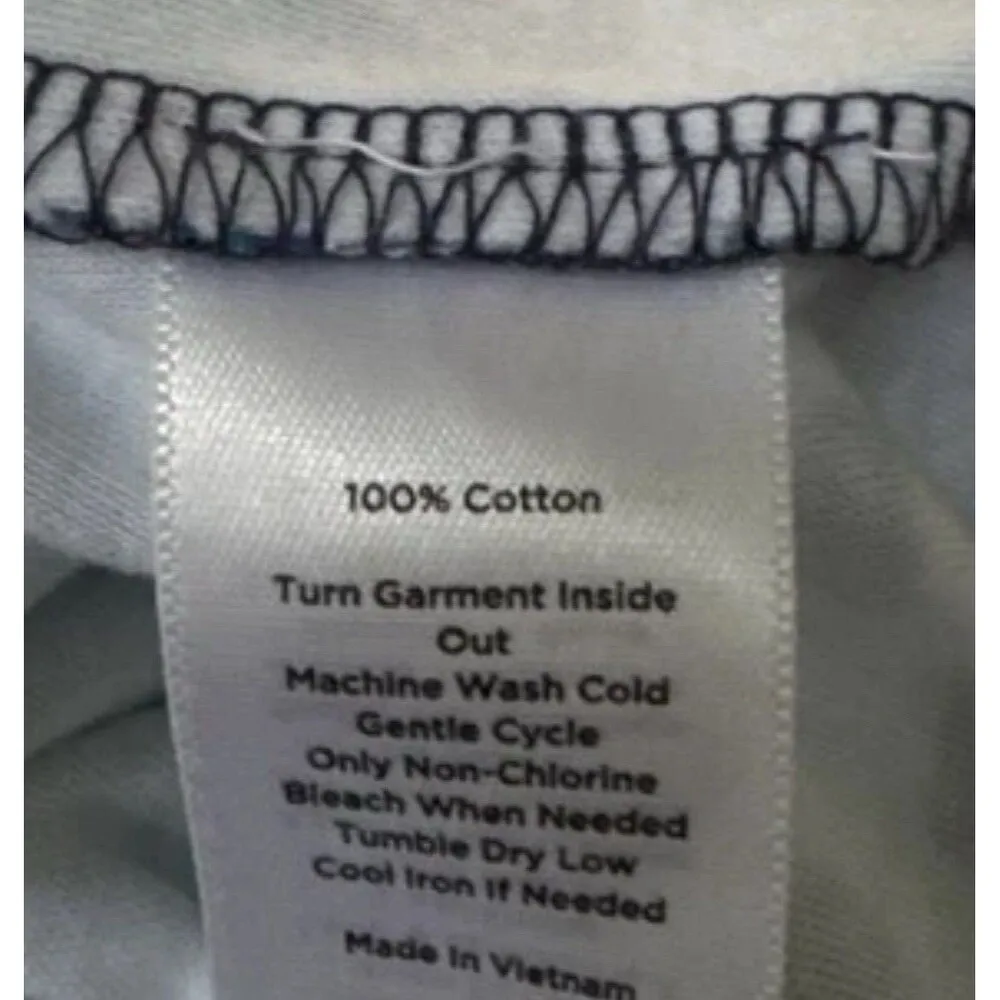 100% Cotton
Turn Garment Inside
Out
Machine Wash Cold
Gentle Cycle
Only Non-Chlorine
Bleach When Needed
Tumble Dry Low
Cool Iron If Needed
Made In Vietnam